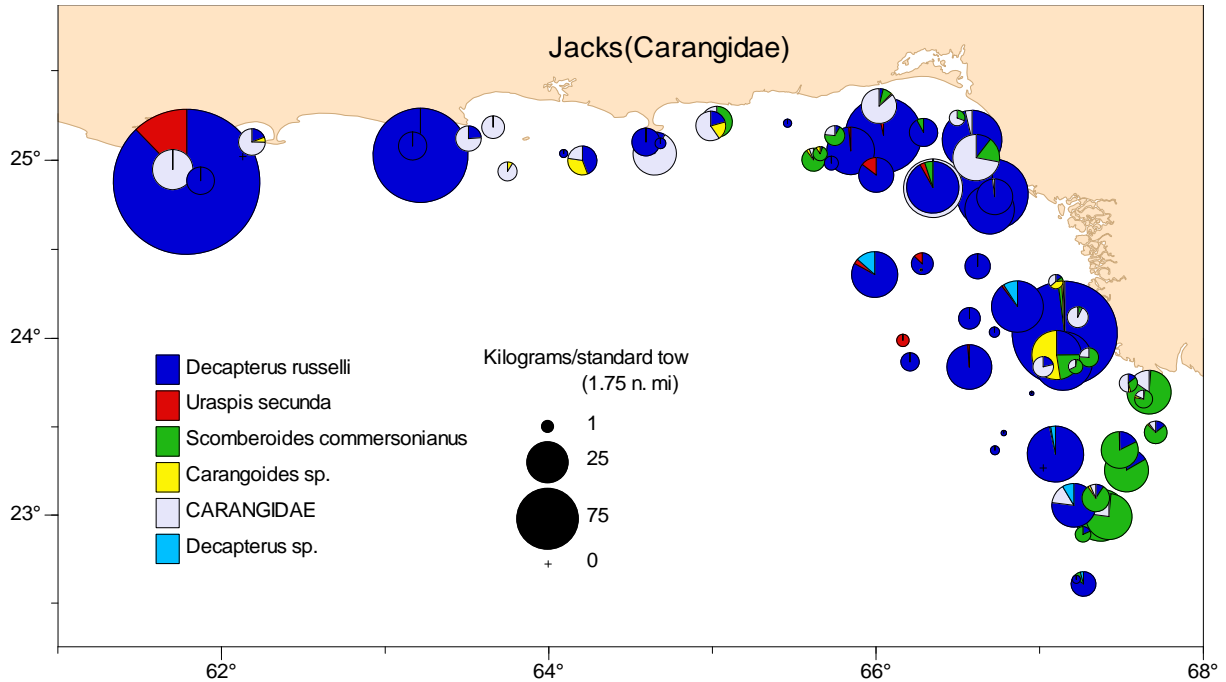 Jacks(Carangidae)
25°
24°
23°
Decapterus russelli
Uraspis secunda
Scomberoides commersonianus
Carangoides sp.
CARANGIDAE
Decapterus sp.
Kilograms/standard tow
(1.75 n. mi)
1
25
75
0
62°
64°
66°
68°